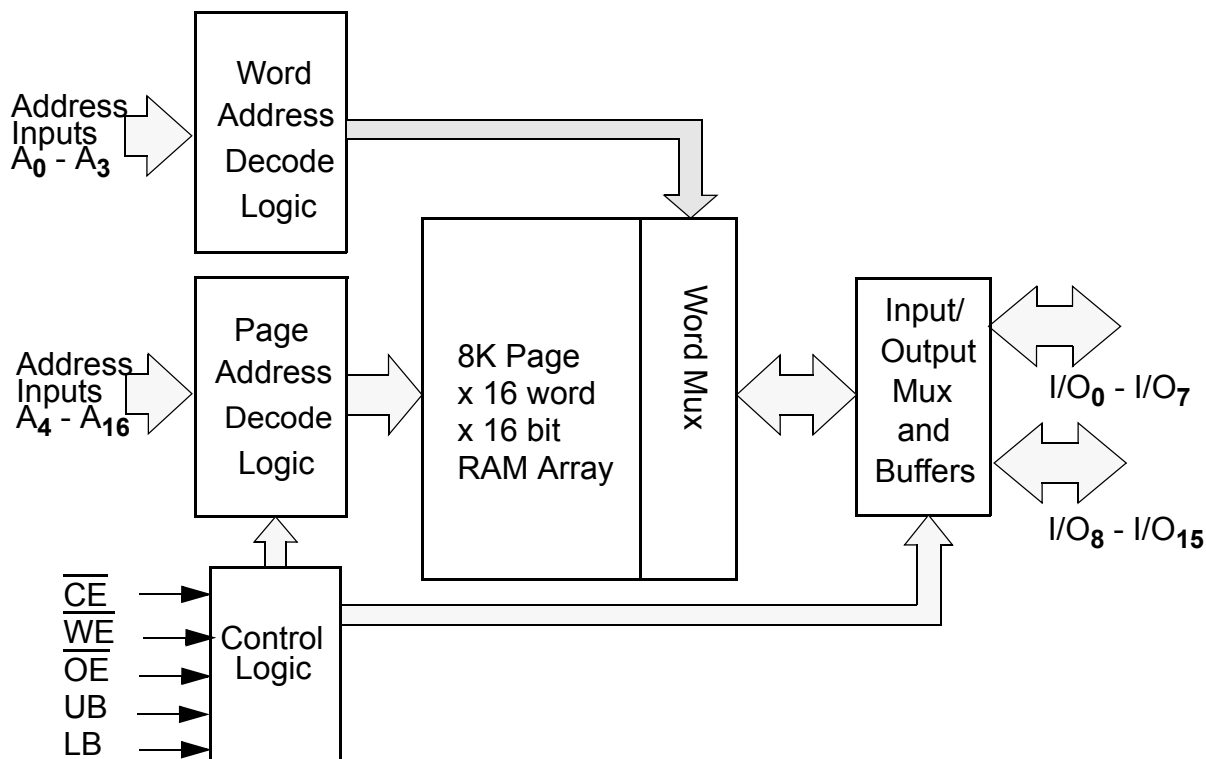 Word
Address
Decode
Logic
Address
Inputs
A0 - A3
Page
Address
Decode
Logic
Address
Inputs
A4 - A16
8K Page
x 16 word
x 16 bit
RAM Array
Word Mux
Input/
Output
Mux
and
Buffers
I/O0 - I/O7
I/O8 - I/O15
CE
WE
OE
UB
LB
Control
Logic